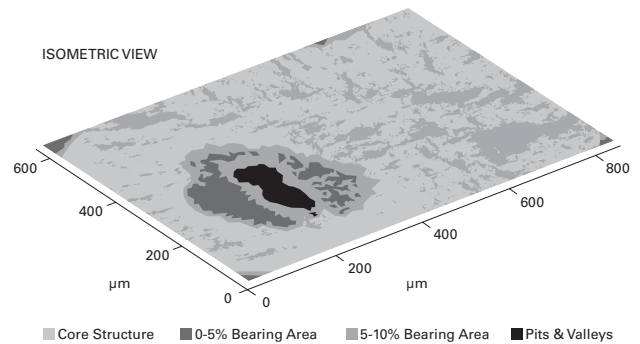 ISOMETRIC VIEW
600
400
200
0
µm
0
200
400
600
800
µm
Core Structure
0-5% Bearing Area
5-10% Bearing Area
Pits & Valleys